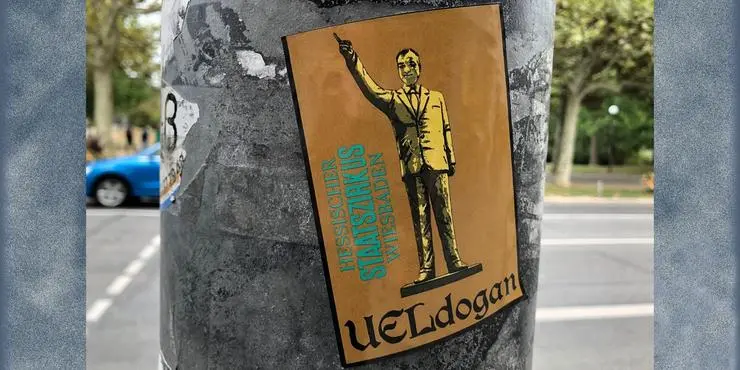 B
HESSISCHER
STAATSZIRKUS
WIESBADEN
UELdogan